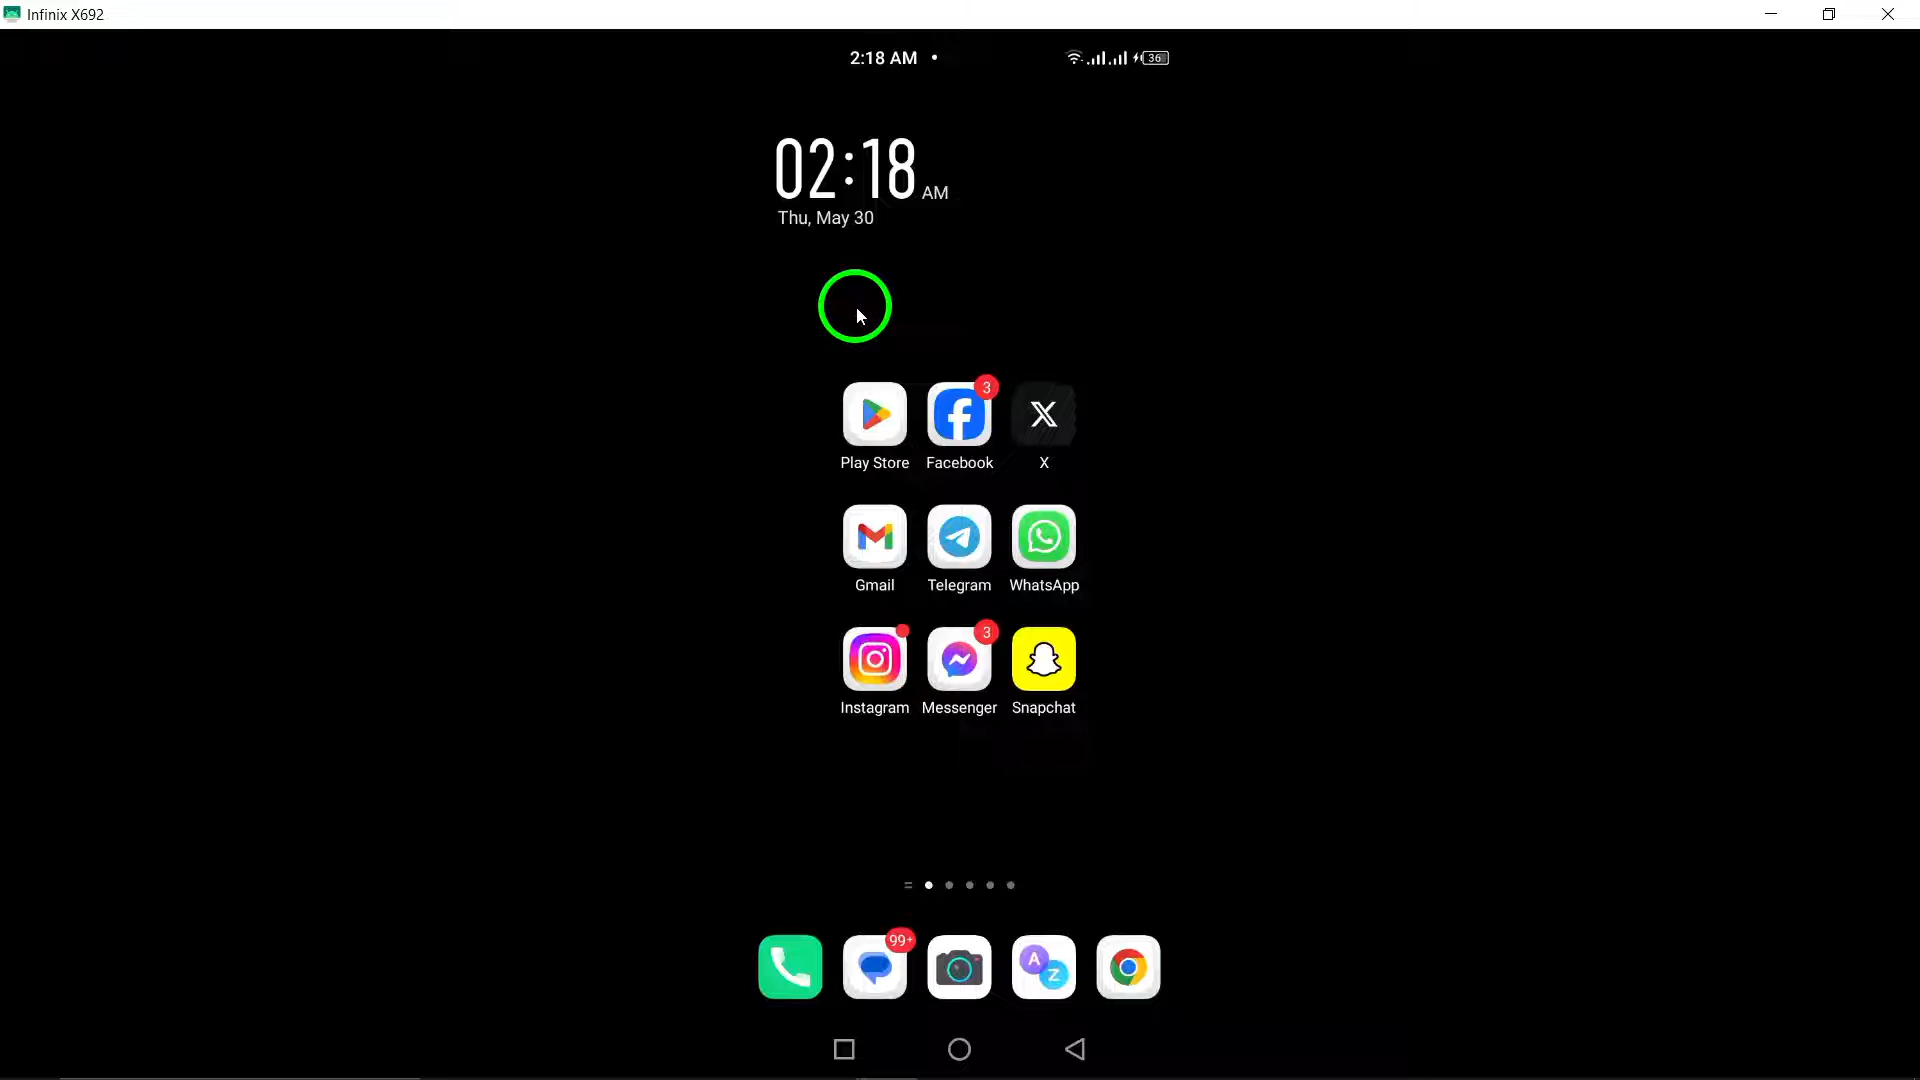 Infinix X692
2:18 AM
36
02:18 AM
Thu, May 30
3
Play Store Facebook X
Gmail Telegram WhatsApp
3
Instagram Messenger Snapchat
99+
A
Z